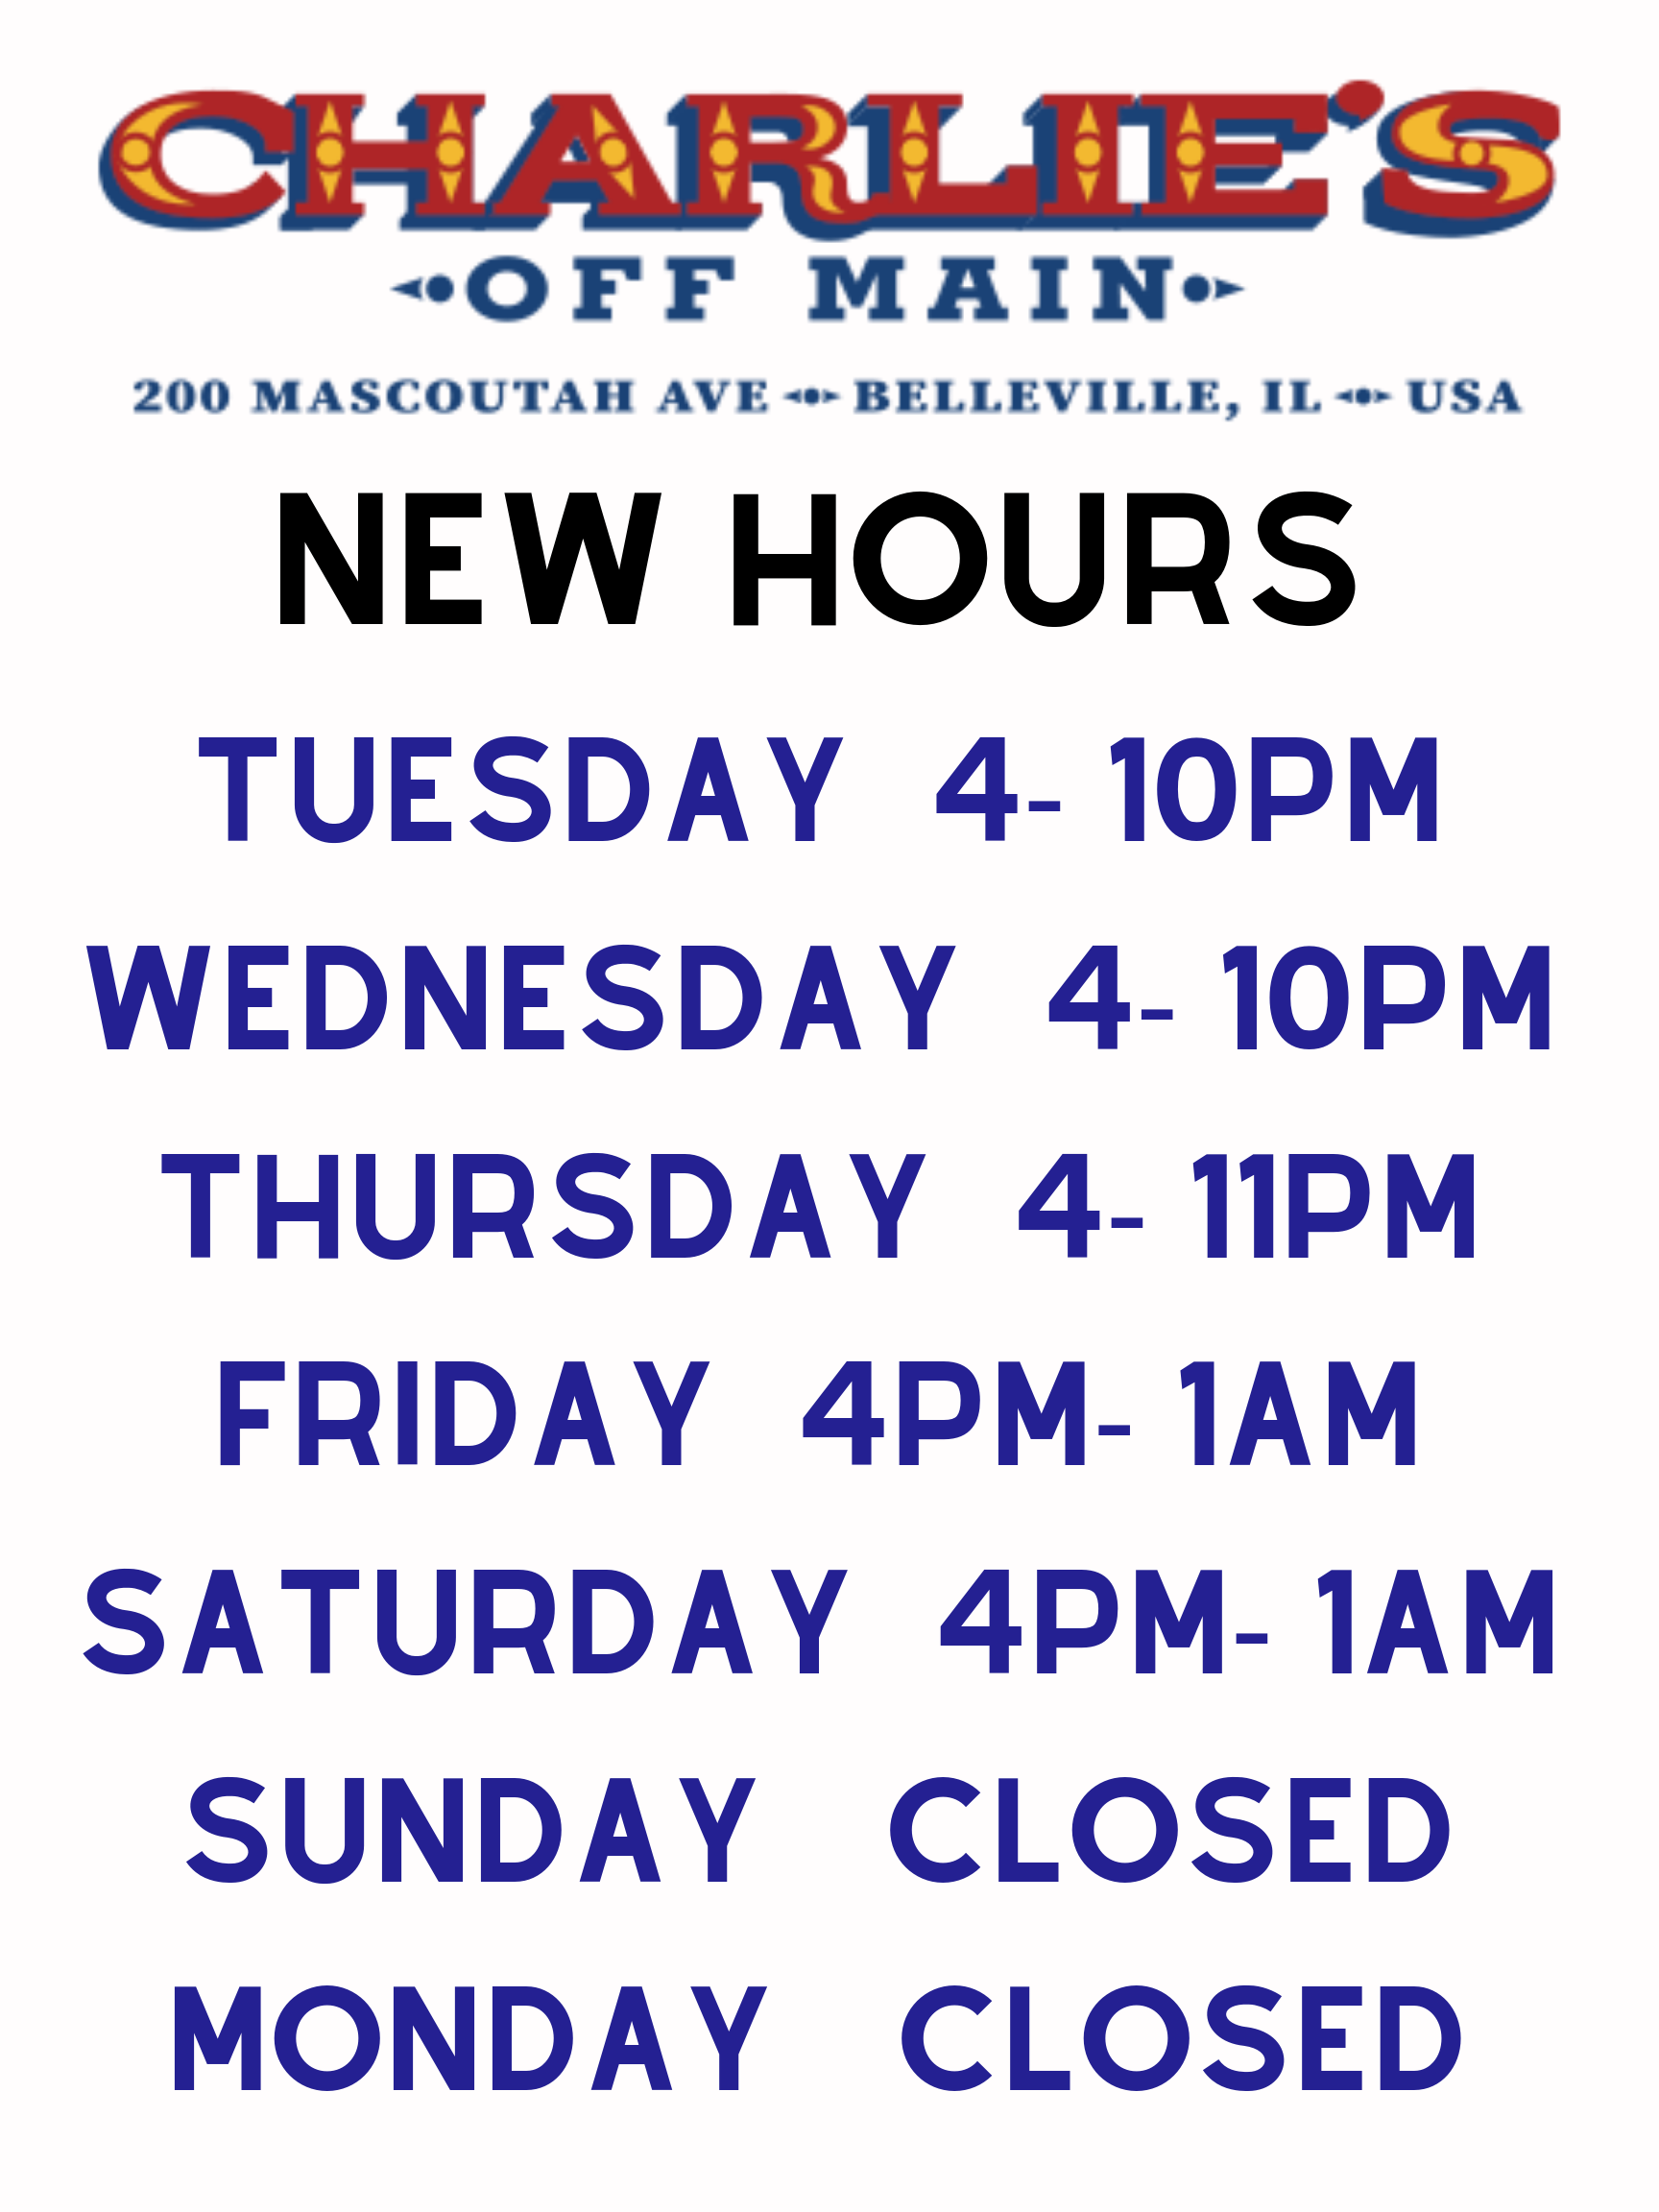 CHARLIE'S
OFF MAIN
200 MASCOUTAH AVE BELLEVILLE, IL USA
NEW HOURS
TUESDAY 4- 10PM
WEDNESDAY 4- 10PM
THURSDAY 4- 11PM
FRIDAY 4PM- 1AM
SATURDAY 4PM- 1AM
SUNDAY CLOSED
MONDAY CLOSED